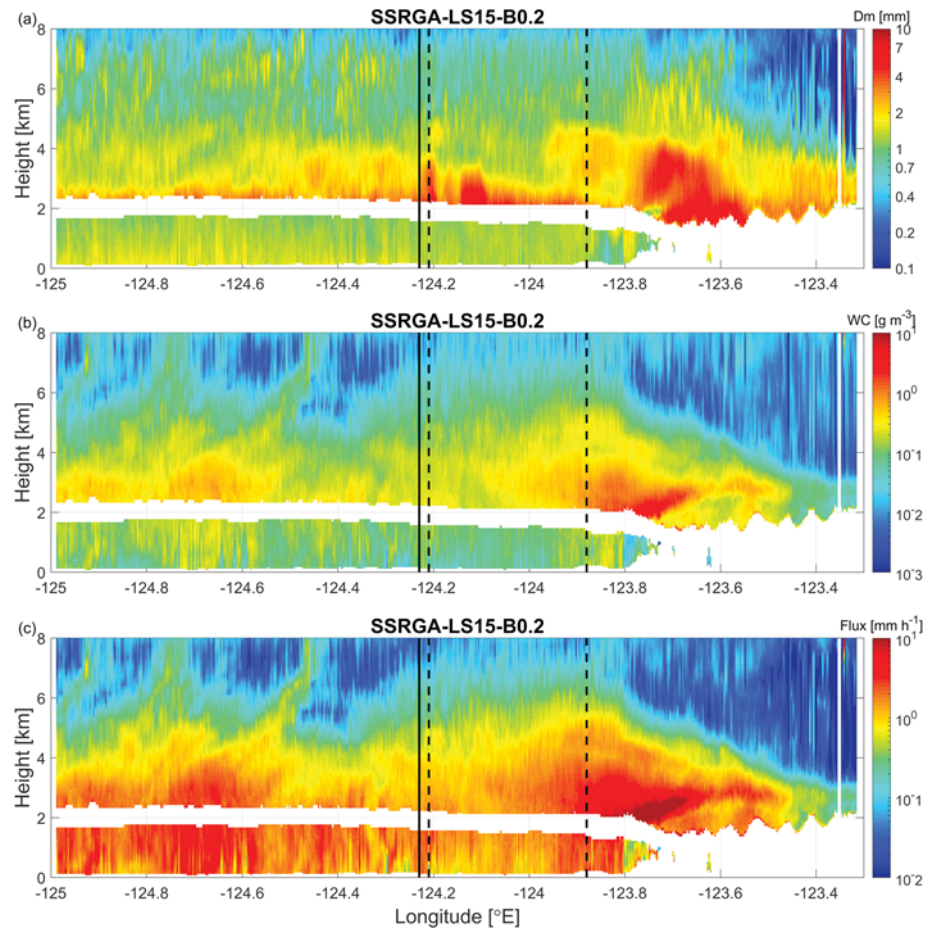 (a) SSRGA-LS15-B0.2 Dm [mm]
8 10
6 7
4 4
2 2
0 1
0.7
0.4
0.2
0.1
Height [km]
-125 -124.8 -124.6 -124.4 -124.2 -124 -123.8 -123.6 -123.4
(b) SSRGA-LS15-B0.2 WC [g m⁻³]
8 10¹
6 10⁰
4 10⁻¹
2 10⁻²
0 10⁻³
Height [km]
-125 -124.8 -124.6 -124.4 -124.2 -124 -123.8 -123.6 -123.4
(c) SSRGA-LS15-B0.2 Flux [mm h⁻¹]
8 10¹
6 10⁰
4 10⁻¹
2 10⁻²
0
Height [km]
-125 -124.8 -124.6 -124.4 -124.2 -124 -123.8 -123.6 -123.4
Longitude [°E]